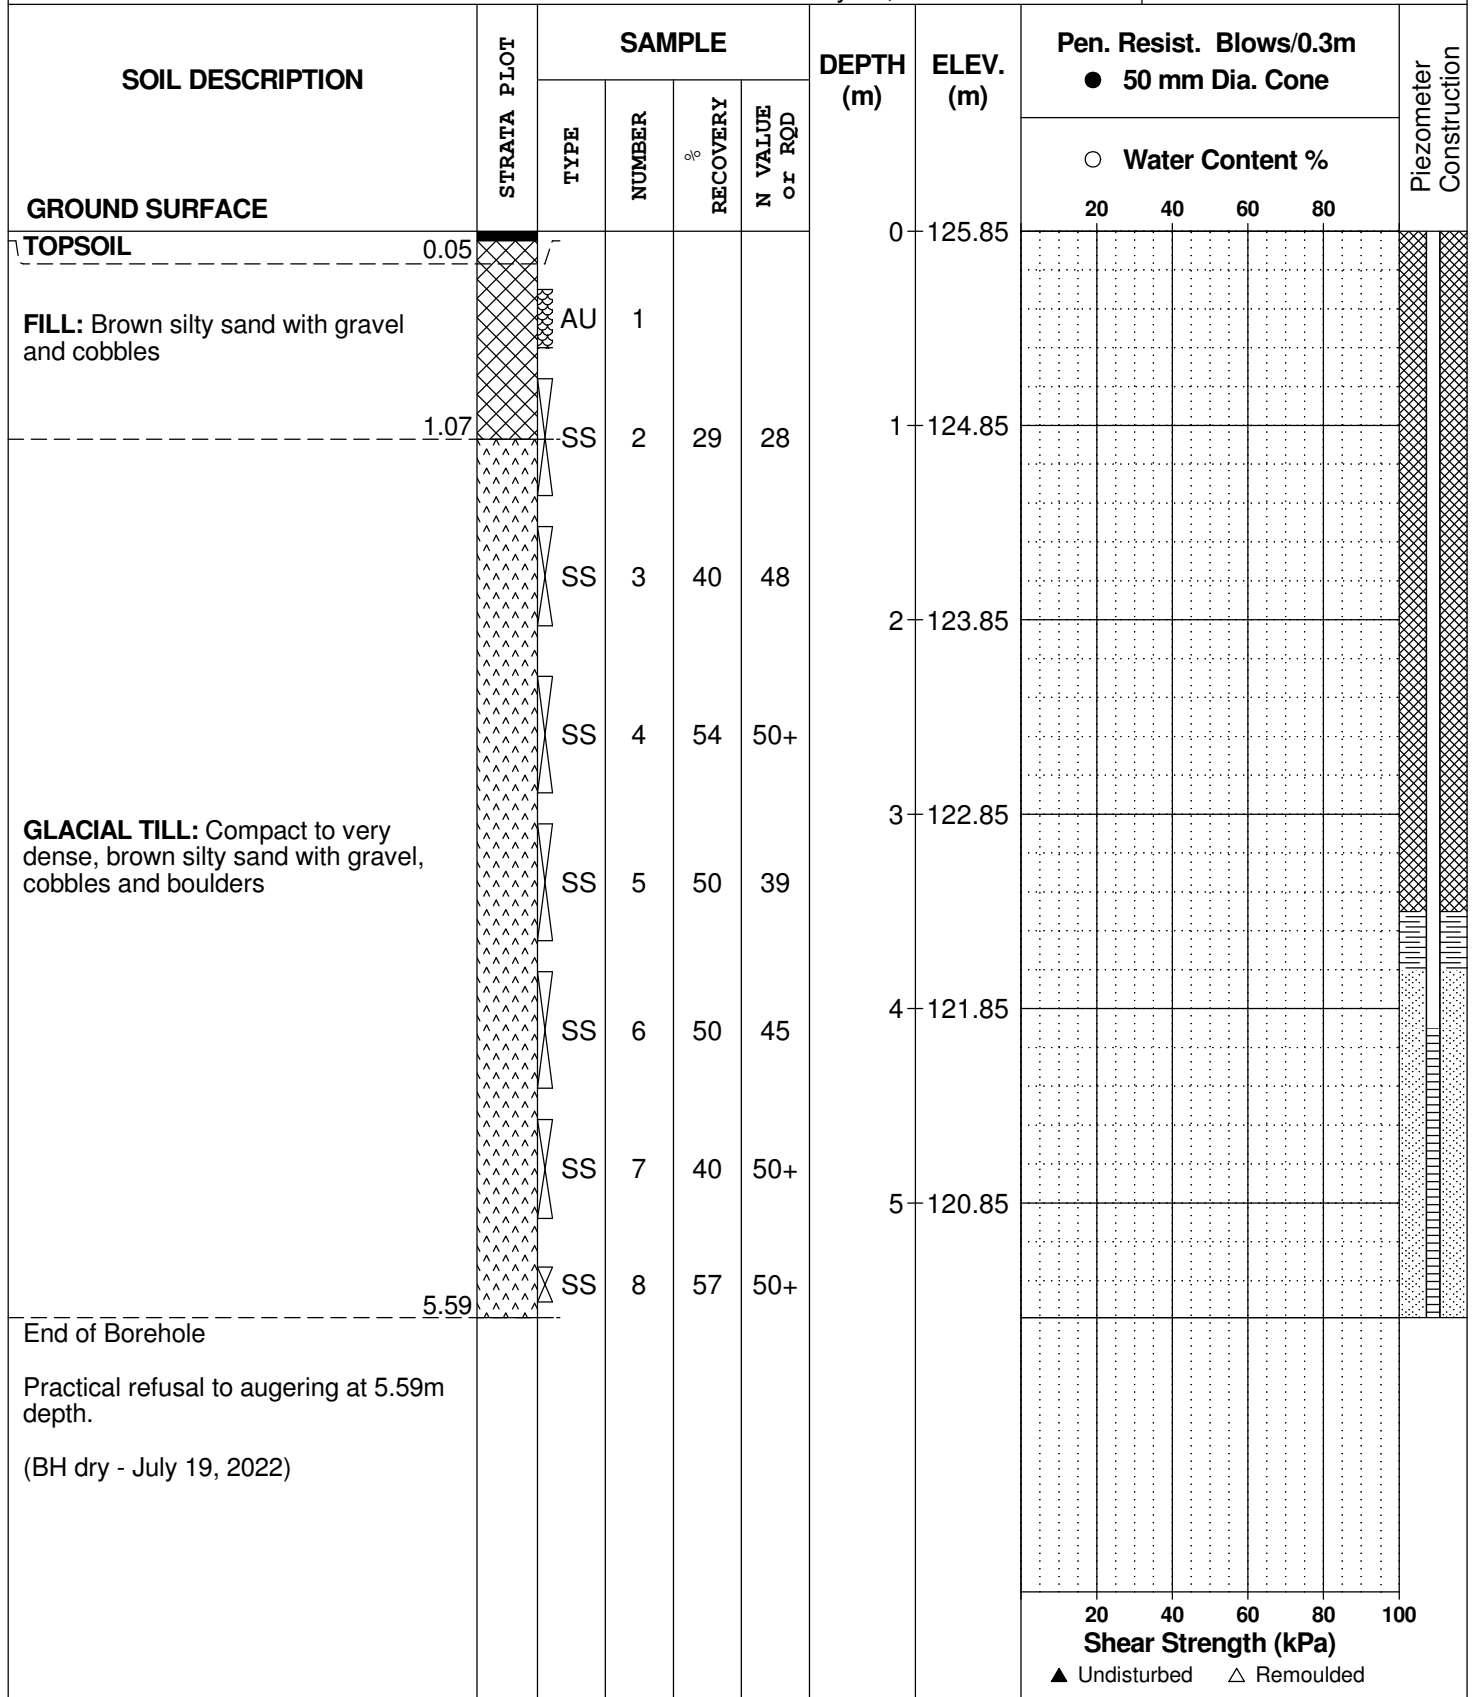 SOIL DESCRIPTION
GROUND SURFACE
STRATA PLOT
SAMPLE
TYPE
NUMBER
% RECOVERY
N VALUE
or RQD
DEPTH
(m)
ELEV.
(m)
Pen. Resist. Blows/0.3m
● 50 mm Dia. Cone
○ Water Content %
20 40 60 80
Piezometer
Construction
TOPSOIL 0.05
FILL: Brown silty sand with gravel
and cobbles
1.07
GLACIAL TILL: Compact to very
dense, brown silty sand with gravel,
cobbles and boulders
5.59
End of Borehole
Practical refusal to augering at 5.59m
depth.
(BH dry - July 19, 2022)
AU 1
SS 2 29 28
SS 3 40 48
SS 4 54 50+
SS 5 50 39
SS 6 50 45
SS 7 40 50+
SS 8 57 50+
0 125.85
1 124.85
2 123.85
3 122.85
4 121.85
5 120.85
20 40 60 80 100
Shear Strength (kPa)
▲ Undisturbed △ Remoulded